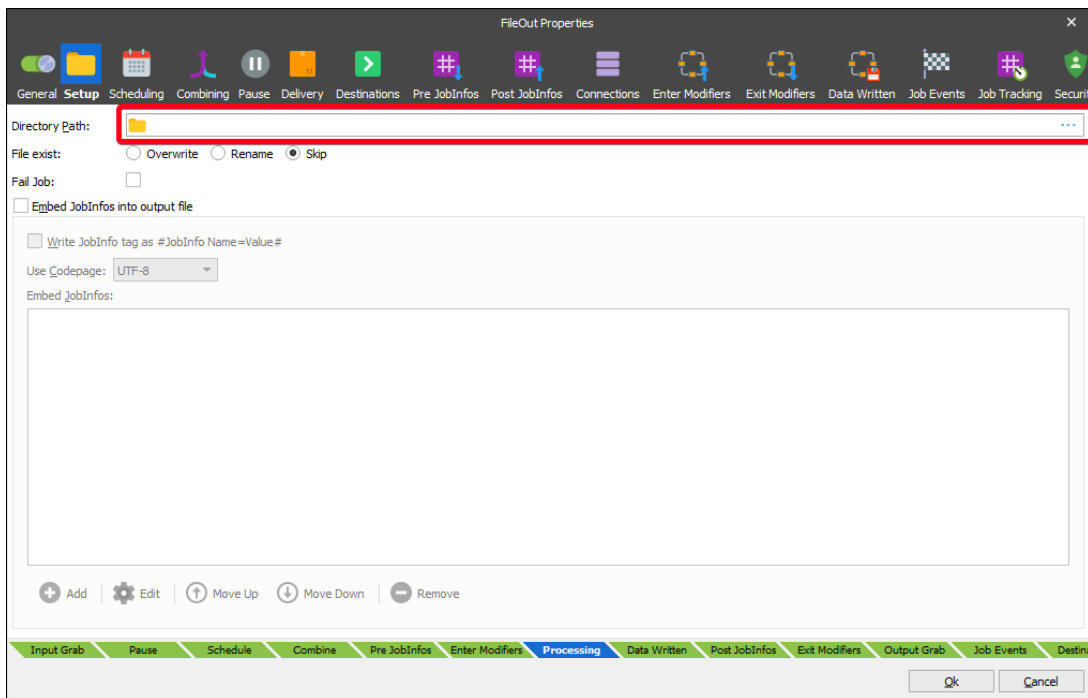 FileOut Properties
General Setup Scheduling Combining Pause Delivery Destinations Pre JobInfos Post JobInfos Connections Enter Modifiers Exit Modifiers Data Written Job Events Job Tracking Securit
Directory Path:
File exist: Overwrite Rename Skip
Fail Job:
Embed JobInfos into output file
Write JobInfo tag as #JobInfo Name=Value#
Use Codepage: UTF-8
Embed JobInfos:
Add Edit Move Up Move Down Remove
Input Grab Pause Schedule Combine Pre JobInfos Enter Modifiers Processing Data Written Post JobInfos Exit Modifiers Output Grab Job Events Destina
Ok Cancel